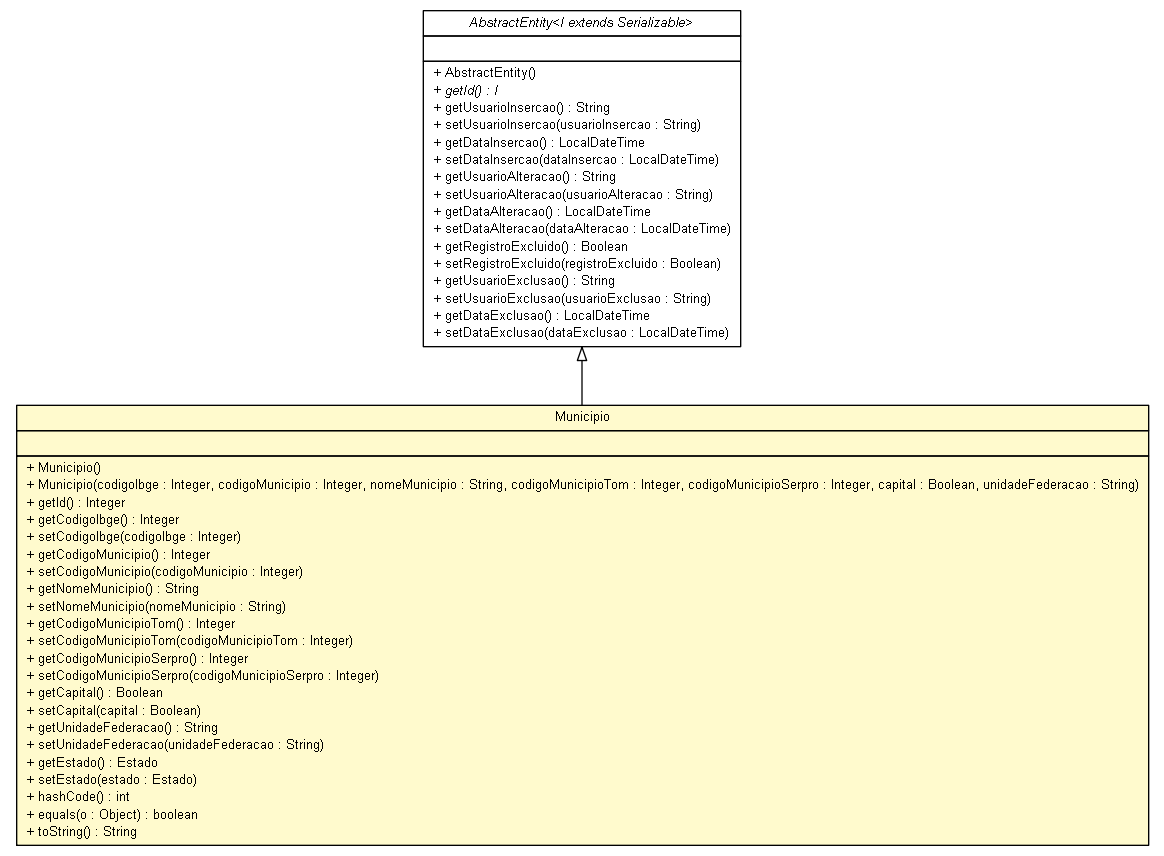 AbstractEntity<I extends Serializable>
+ AbstractEntity()
+ getId() : I
+ getUsuarioInsercao() : String
+ setUsuarioInsercao(usuarioInsercao : String)
+ getDataInsercao() : LocalDateTime
+ setDataInsercao(dataInsercao : LocalDateTime)
+ getUsuarioAlteracao() : String
+ setUsuarioAlteracao(usuarioAlteracao : String)
+ getDataAlteracao() : LocalDateTime
+ setDataAlteracao(dataAlteracao : LocalDateTime)
+ getRegistroExcluido() : Boolean
+ setRegistroExcluido(registroExcluido : Boolean)
+ getUsuarioExclusao() : String
+ setUsuarioExclusao(usuarioExclusao : String)
+ getDataExclusao() : LocalDateTime
+ setDataExclusao(dataExclusao : LocalDateTime)
Municipio
+ Municipio()
+ Municipio(codigoIbge : Integer, codigoMunicipio : Integer, nomeMunicipio : String, codigoMunicipioTom : Integer, codigoMunicipioSerpro : Integer, capital : Boolean, unidadeFederacao : String)
+ getId() : Integer
+ getCodigoIbge() : Integer
+ setCodigoIbge(codigoIbge : Integer)
+ getCodigoMunicipio() : Integer
+ setCodigoMunicipio(codigoMunicipio : Integer)
+ getNomeMunicipio() : String
+ setNomeMunicipio(nomeMunicipio : String)
+ getCodigoMunicipioTom() : Integer
+ setCodigoMunicipioTom(codigoMunicipioTom : Integer)
+ getCodigoMunicipioSerpro() : Integer
+ setCodigoMunicipioSerpro(codigoMunicipioSerpro : Integer)
+ getCapital() : Boolean
+ setCapital(capital : Boolean)
+ getUnidadeFederacao() : String
+ setUnidadeFederacao(unidadeFederacao : String)
+ getEstado() : Estado
+ setEstado(estado : Estado)
+ hashCode() : int
+ equals(o : Object) : boolean
+ toString() : String